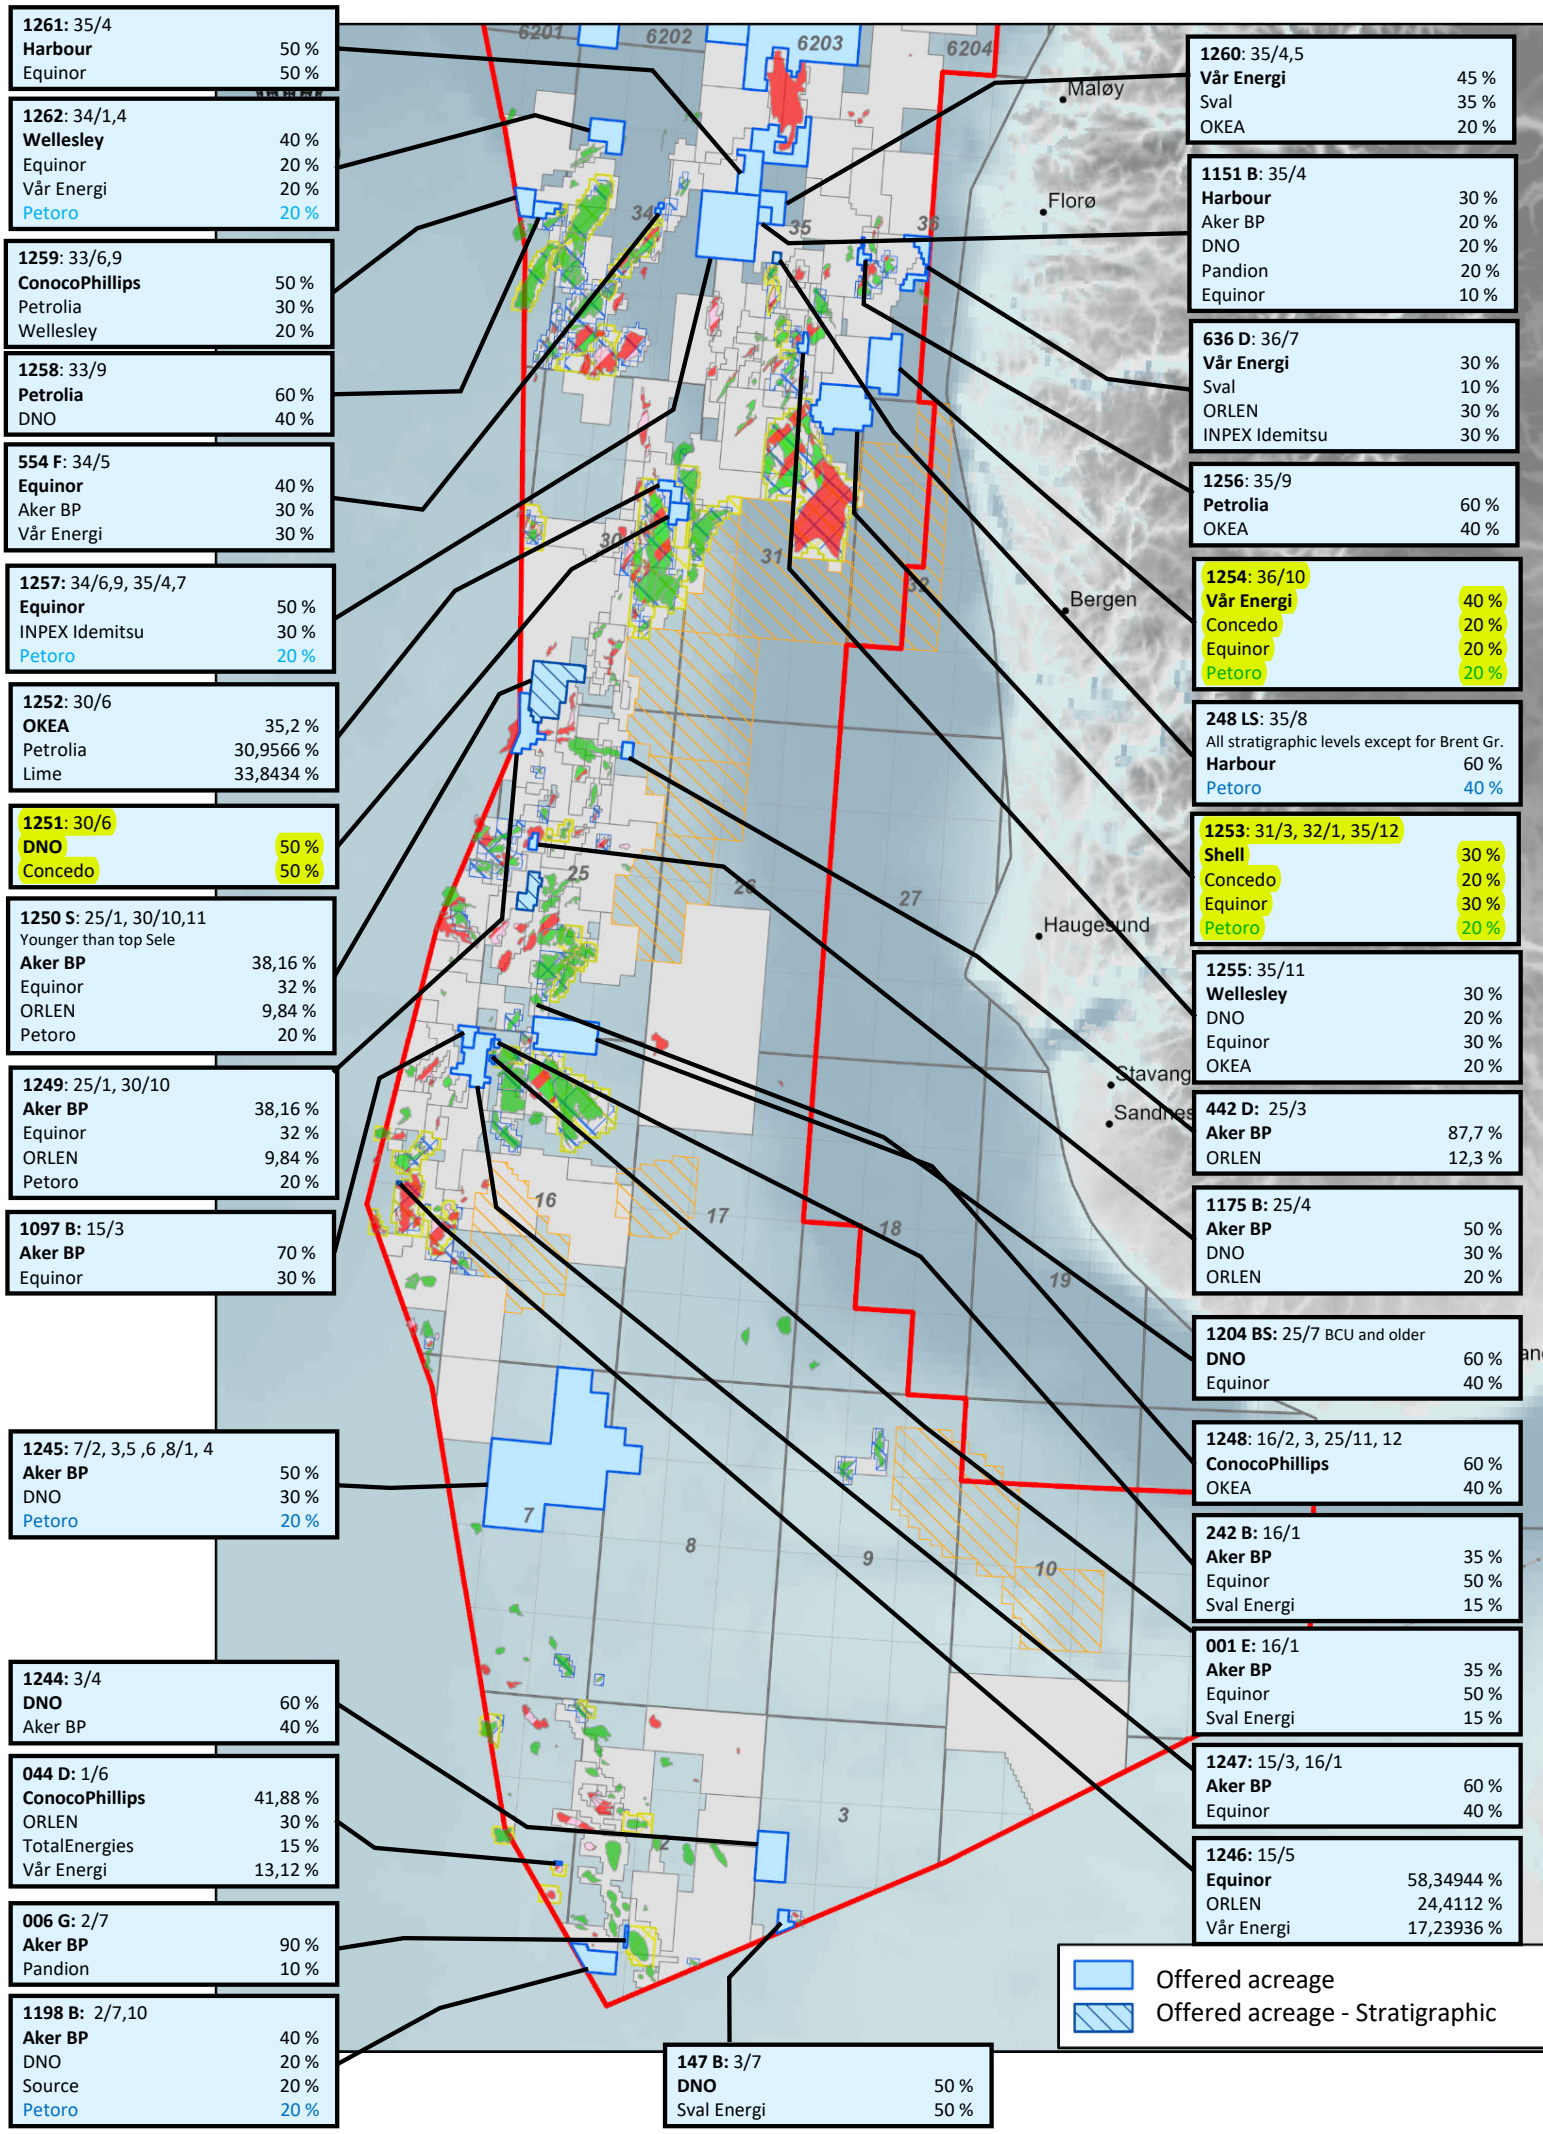 1261: 35/4
Harbour 50 %
Equinor 50 %
1262: 34/1,4
Wellesley 40 %
Equinor 20 %
Vår Energi 20 %
Petoro 20 %
1259: 33/6,9
ConocoPhillips 50 %
Petrolia 30 %
Wellesley 20 %
1258: 33/9
Petrolia 60 %
DNO 40 %
554 F: 34/5
Equinor 40 %
Aker BP 30 %
Vår Energi 30 %
1257: 34/6,9, 35/4,7
Equinor 50 %
INPEX Idemitsu 30 %
Petoro 20 %
1252: 30/6
OKEA 35,2 %
Petrolia 30,9566 %
Lime 33,8434 %
1251: 30/6
DNO 50 %
Concedo 50 %
1250 S: 25/1, 30/10,11
Younger than top Sele
Aker BP 38,16 %
Equinor 32 %
ORLEN 9,84 %
Petoro 20 %
1249: 25/1, 30/10
Aker BP 38,16 %
Equinor 32 %
ORLEN 9,84 %
Petoro 20 %
1097 B: 15/3
Aker BP 70 %
Equinor 30 %
1245: 7/2, 3,5 ,6 ,8/1, 4
Aker BP 50 %
DNO 30 %
Petoro 20 %
1244: 3/4
DNO 60 %
Aker BP 40 %
044 D: 1/6
ConocoPhillips 41,88 %
ORLEN 30 %
TotalEnergies 15 %
Vår Energi 13,12 %
006 G: 2/7
Aker BP 90 %
Pandion 10 %
1198 B: 2/7,10
Aker BP 40 %
DNO 20 %
Source 20 %
Petoro 20 %
6201
6202
6203
6204
34
35
36
30
31
32
25
26
27
16
17
18
19
7
8
9
10
2
3
Måløy
Florø
Bergen
Haugesund
Stavang
Sandnes
1260: 35/4,5
Vår Energi 45 %
Sval 35 %
OKEA 20 %
1151 B: 35/4
Harbour 30 %
Aker BP 20 %
DNO 20 %
Pandion 20 %
Equinor 10 %
636 D: 36/7
Vår Energi 30 %
Sval 10 %
ORLEN 30 %
INPEX Idemitsu 30 %
1256: 35/9
Petrolia 60 %
OKEA 40 %
1254: 36/10
Vår Energi 40 %
Concedo 20 %
Equinor 20 %
Petoro 20 %
248 LS: 35/8
All stratigraphic levels except for Brent Gr.
Harbour 60 %
Petoro 40 %
1253: 31/3, 32/1, 35/12
Shell 30 %
Concedo 20 %
Equinor 30 %
Petoro 20 %
1255: 35/11
Wellesley 30 %
DNO 20 %
Equinor 30 %
OKEA 20 %
442 D: 25/3
Aker BP 87,7 %
ORLEN 12,3 %
1175 B: 25/4
Aker BP 50 %
DNO 30 %
ORLEN 20 %
1204 BS: 25/7 BCU and older
DNO 60 %
Equinor 40 %
1248: 16/2, 3, 25/11, 12
ConocoPhillips 60 %
OKEA 40 %
242 B: 16/1
Aker BP 35 %
Equinor 50 %
Sval Energi 15 %
001 E: 16/1
Aker BP 35 %
Equinor 50 %
Sval Energi 15 %
1247: 15/3, 16/1
Aker BP 60 %
Equinor 40 %
1246: 15/5
Equinor 58,34944 %
ORLEN 24,4112 %
Vår Energi 17,23936 %
147 B: 3/7
DNO 50 %
Sval Energi 50 %
Offered acreage
Offered acreage - Stratigraphic